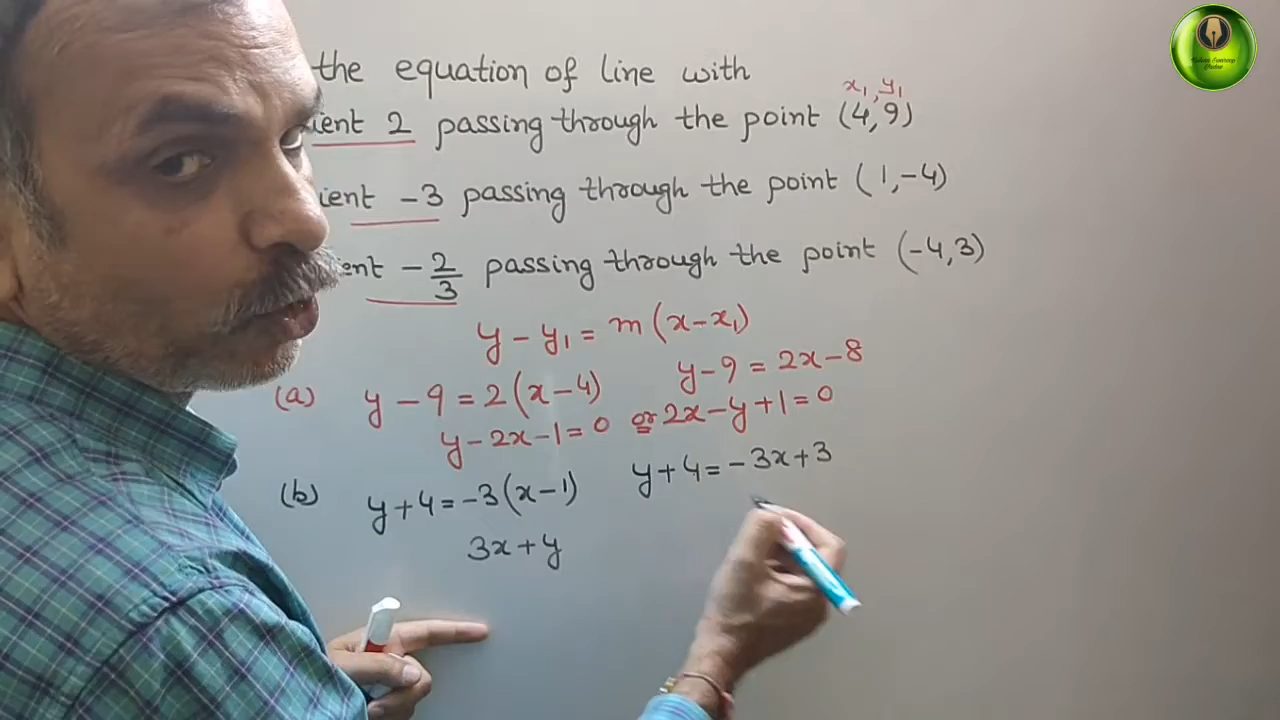 the equation of line with
x₁, y₁
ient 2 passing through the point (4,9)
ient -3 passing through the point (1,-4)
ent -2/3 passing through the point (-4,3)
y - y₁ = m(x-x₁)
(a) y - 9 = 2(x-4) y-9 = 2x-8
y-2x-1=0 or 2x-y+1=0
(b) y+4=-3(x-1) y+4=-3x+3
3x+y